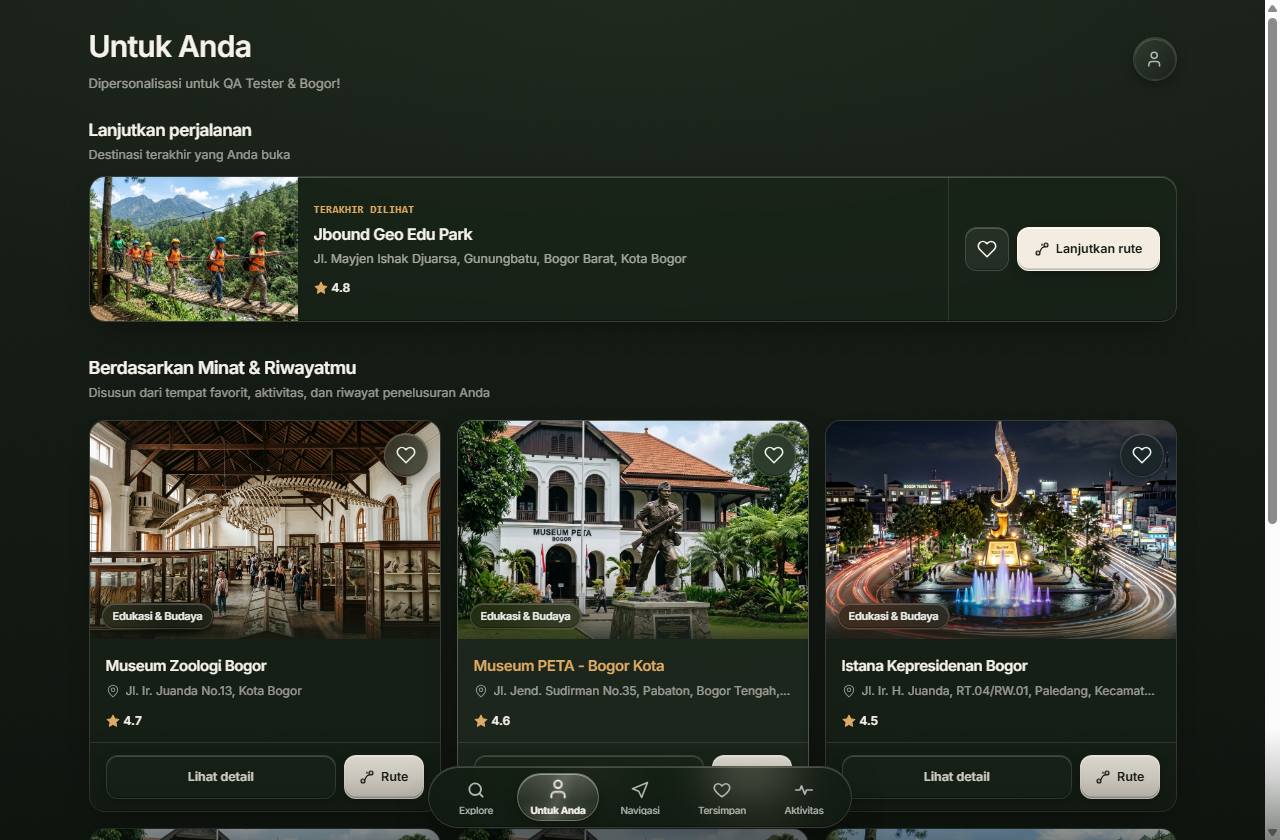 Untuk Anda
Dipersonalisasi untuk QA Tester & Bogor!
Lanjutkan perjalanan
Destinasi terakhir yang Anda buka
TERAKHIR DILIHAT
Jbound Geo Edu Park
Jl. Mayjen Ishak Djuarsa, Gunungbatu, Bogor Barat, Kota Bogor
4.8
Lanjutkan rute
Berdasarkan Minat & Riwayatmu
Disusun dari tempat favorit, aktivitas, dan riwayat penelusuran Anda
MUSEUM PETA
BOGOR
Edukasi & Budaya
Edukasi & Budaya
Edukasi & Budaya
Museum Zoologi Bogor
Jl. Ir. Juanda No.13, Kota Bogor
4.7
Lihat detail
Rute
Museum PETA - Bogor Kota
Jl. Jend. Sudirman No.35, Pabaton, Bogor Tengah,...
4.6
Istana Kepresidenan Bogor
Jl. Ir. H. Juanda, RT.04/RW.01, Paledang, Kecamat...
4.5
Lihat detail
Rute
Explore
Untuk Anda
Navigasi
Tersimpan
Aktivitas